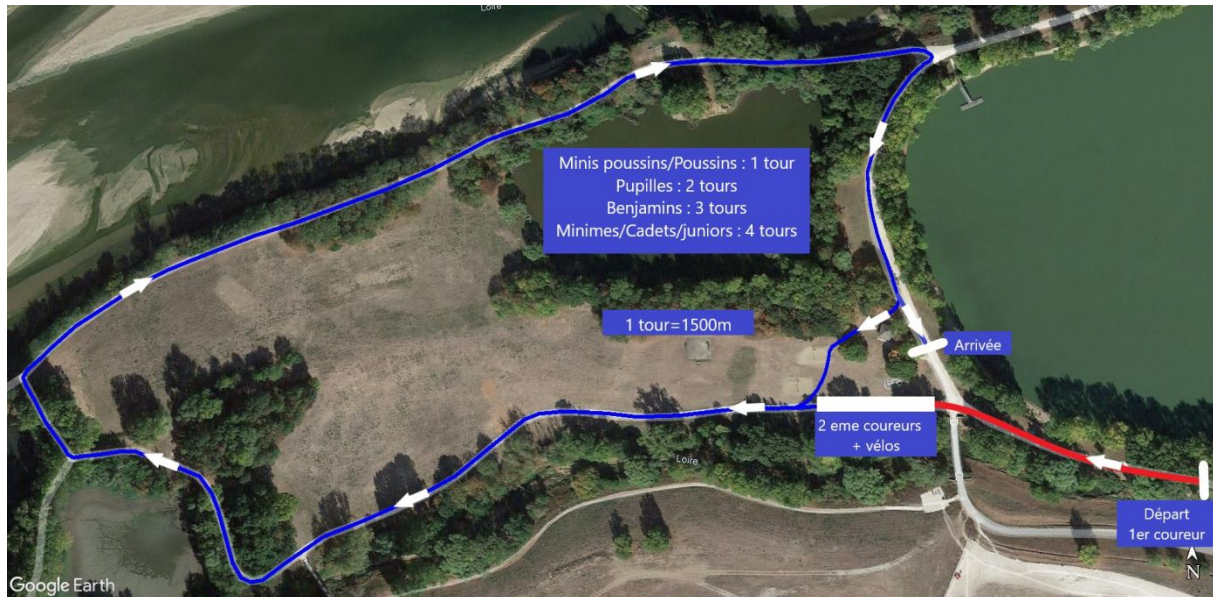 Loire
Minis poussins/Poussins : 1 tour
Pupilles : 2 tours
Benjamins : 3 tours
Minimes/Cadets/juniors : 4 tours
1 tour=1500m
Arrivée
2 eme coureurs
+ vélos
Loire
Départ
1er coureur
N
Google Earth